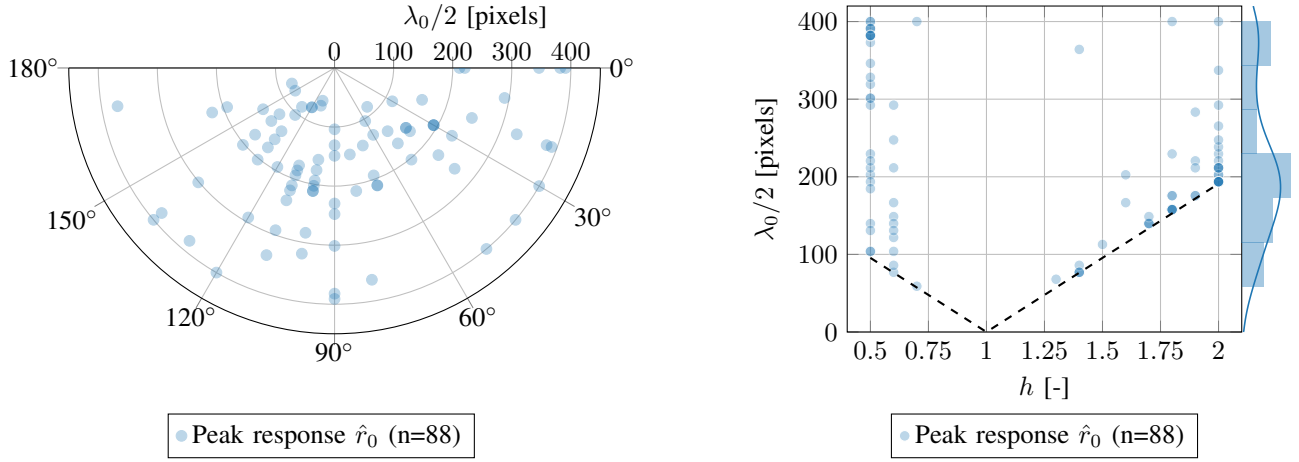 λ₀/2 [pixels]
0 100 200 300 400
180° 0°
150° 30°
120° 60°
90°
Peak response r̂₀ (n=88)
400
300
200
100
0
λ₀/2 [pixels]
0.5 0.75 1 1.25 1.5 1.75 2
h [-]
Peak response r̂₀ (n=88)